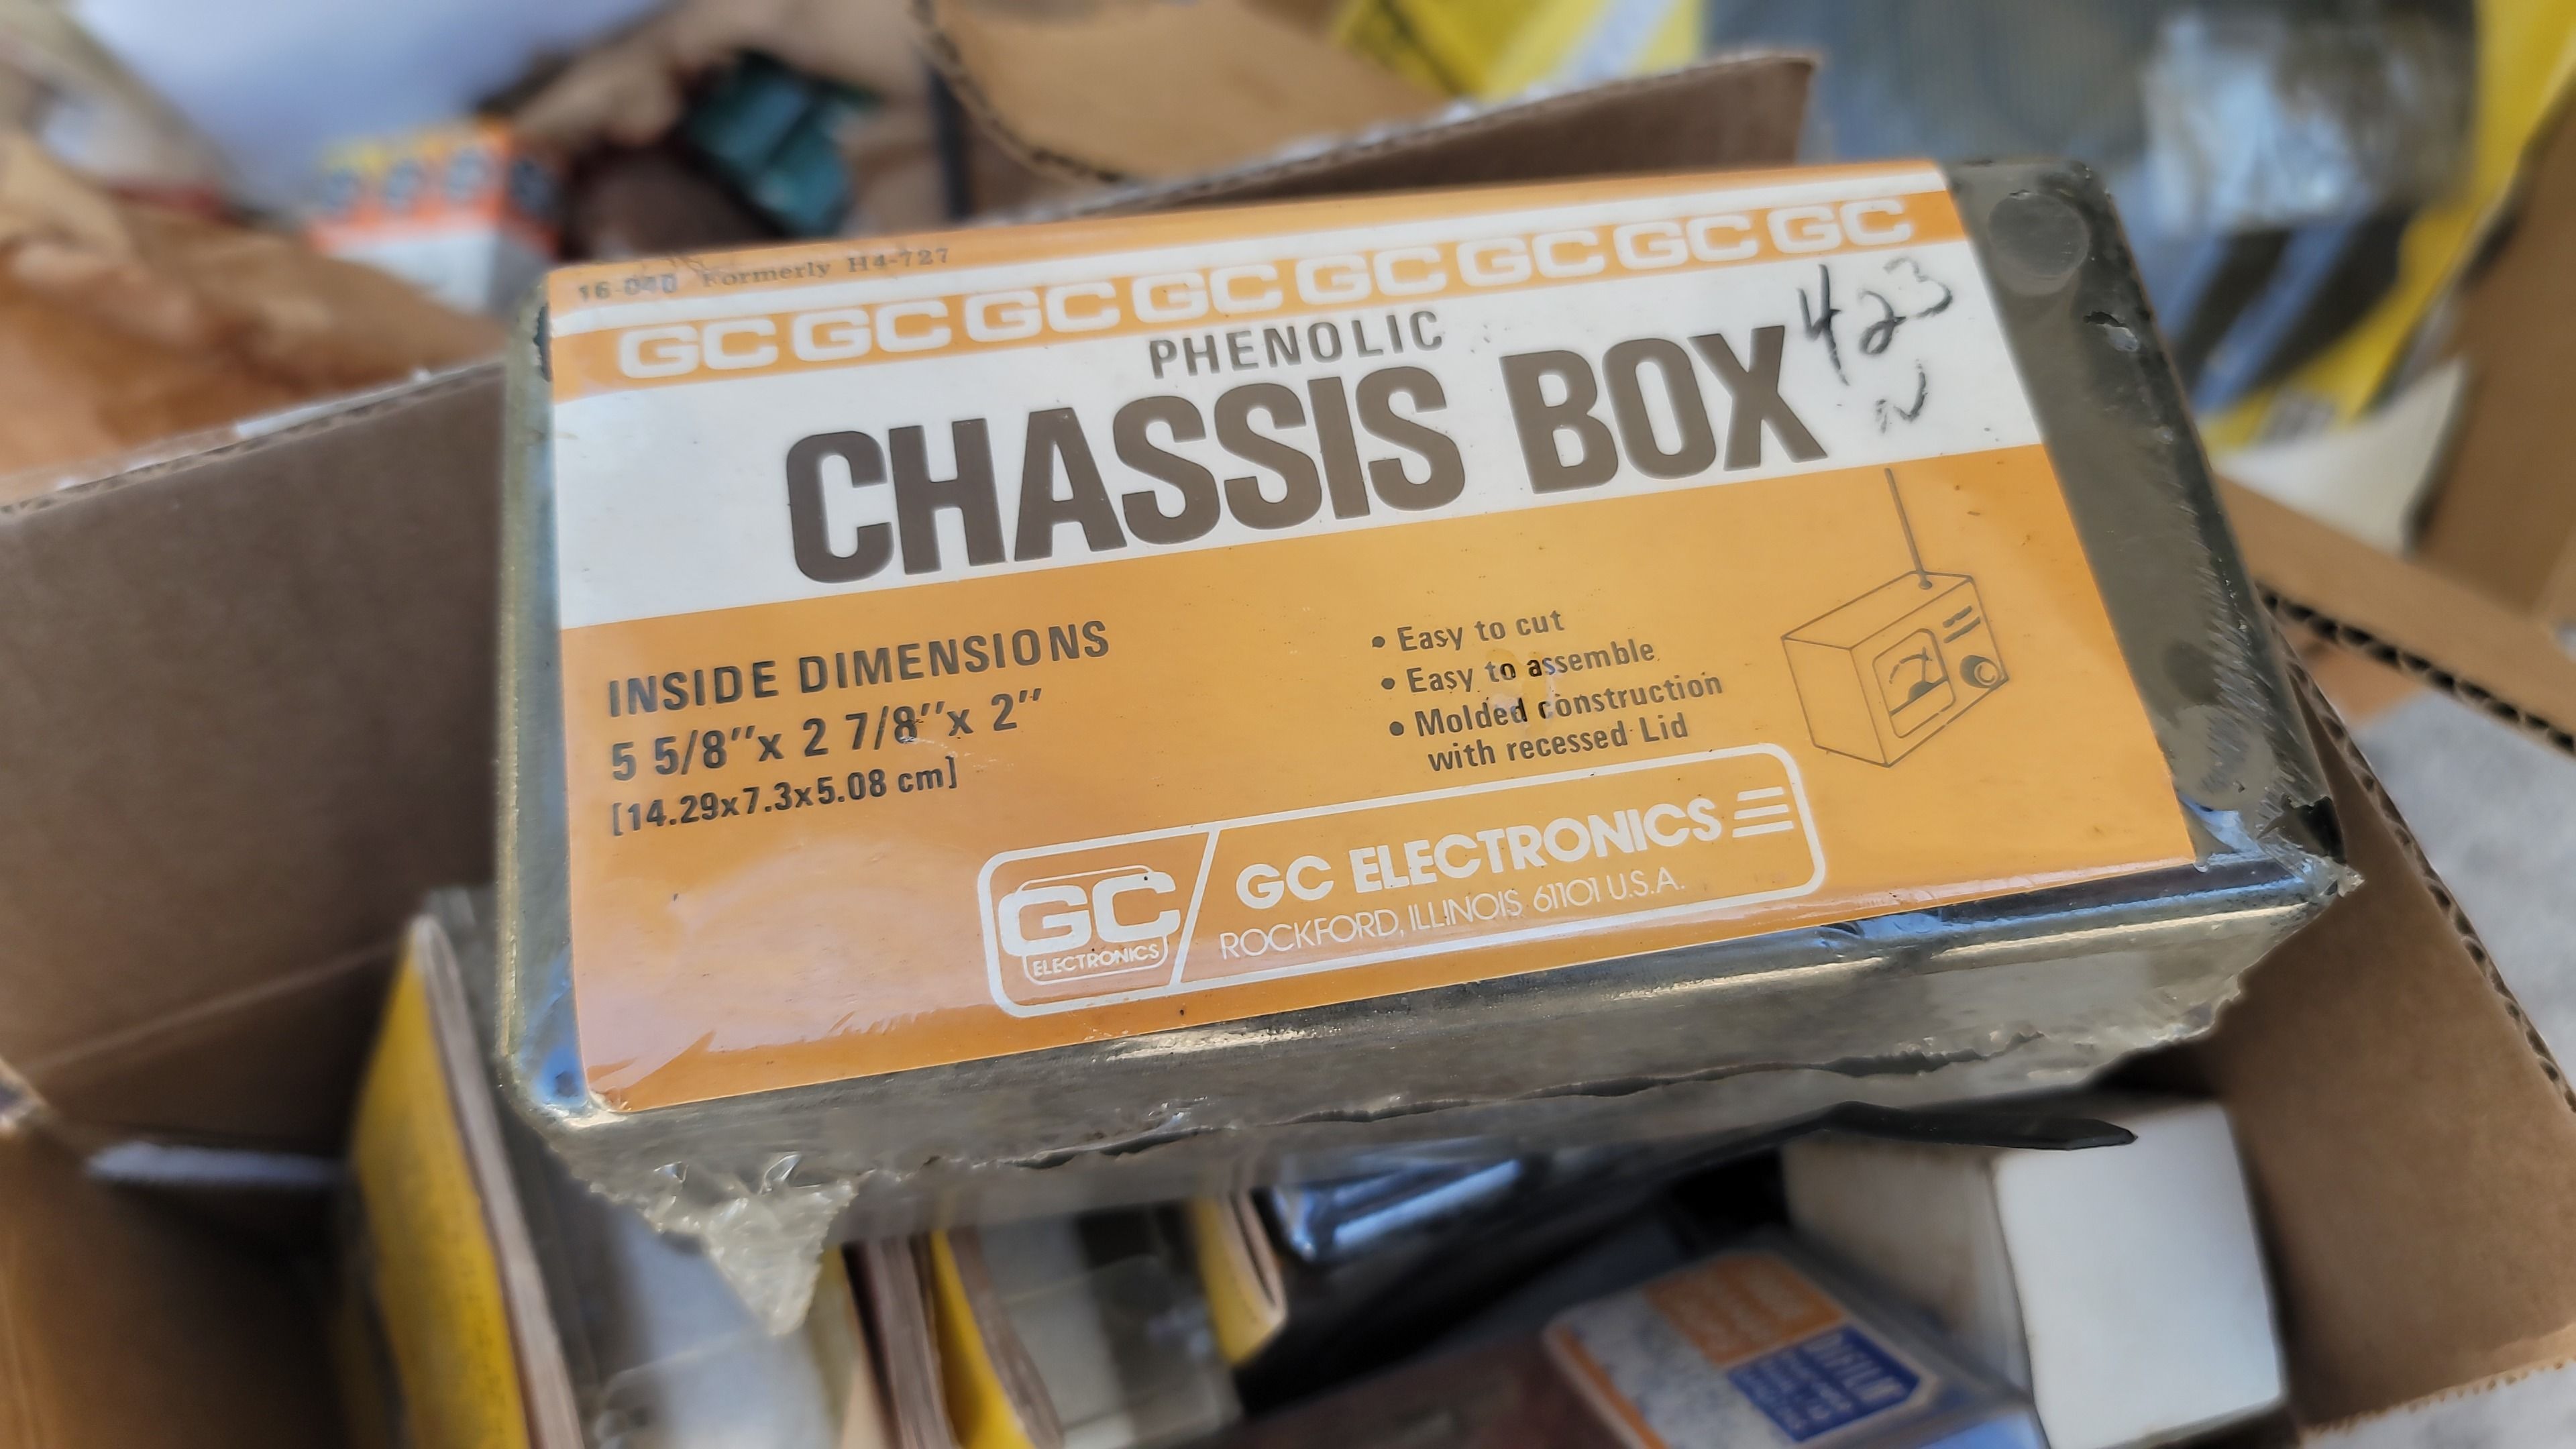 16-040 Formerly H4-727
GC GC GC GC GC GC GC GC
PHENOLIC
CHASSIS BOX
423
N
INSIDE DIMENSIONS
5 5/8"x 2 7/8"x 2"
[14.29x7.3x5.08 cm]
• Easy to cut
• Easy to assemble
• Molded construction
with recessed Lid
GC
ELECTRONICS
GC ELECTRONICS
ROCKFORD, ILLINOIS 61101 U.S.A.
DIFILM